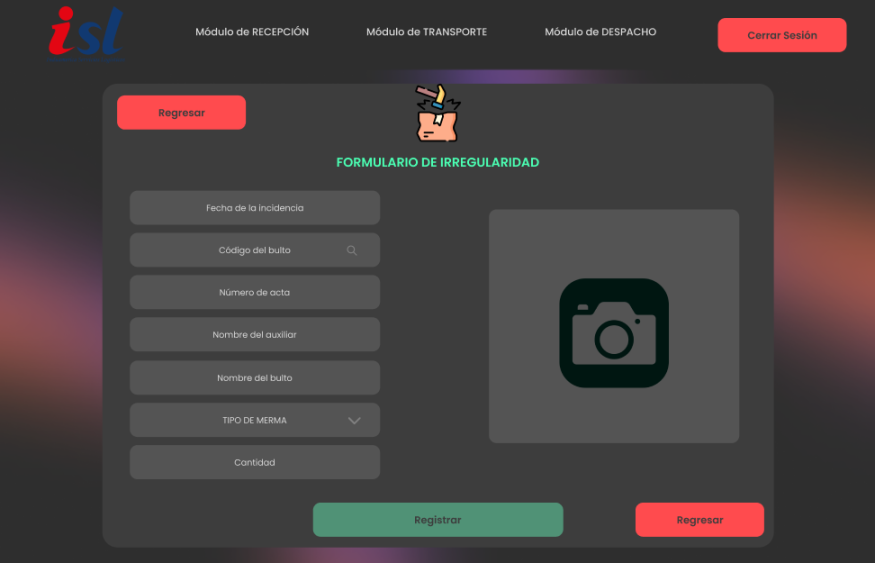 isl
Módulo de RECEPCIÓN
Módulo de TRANSPORTE
Módulo de DESPACHO
Cerrar Sesión
Regresar
FORMULARIO DE IRREGULARIDAD
Fecha de la incidencia
Código del bulto
Número de acta
Nombre del auxiliar
Nombre del bulto
TIPO DE MERMA
Cantidad
Registrar
Regresar